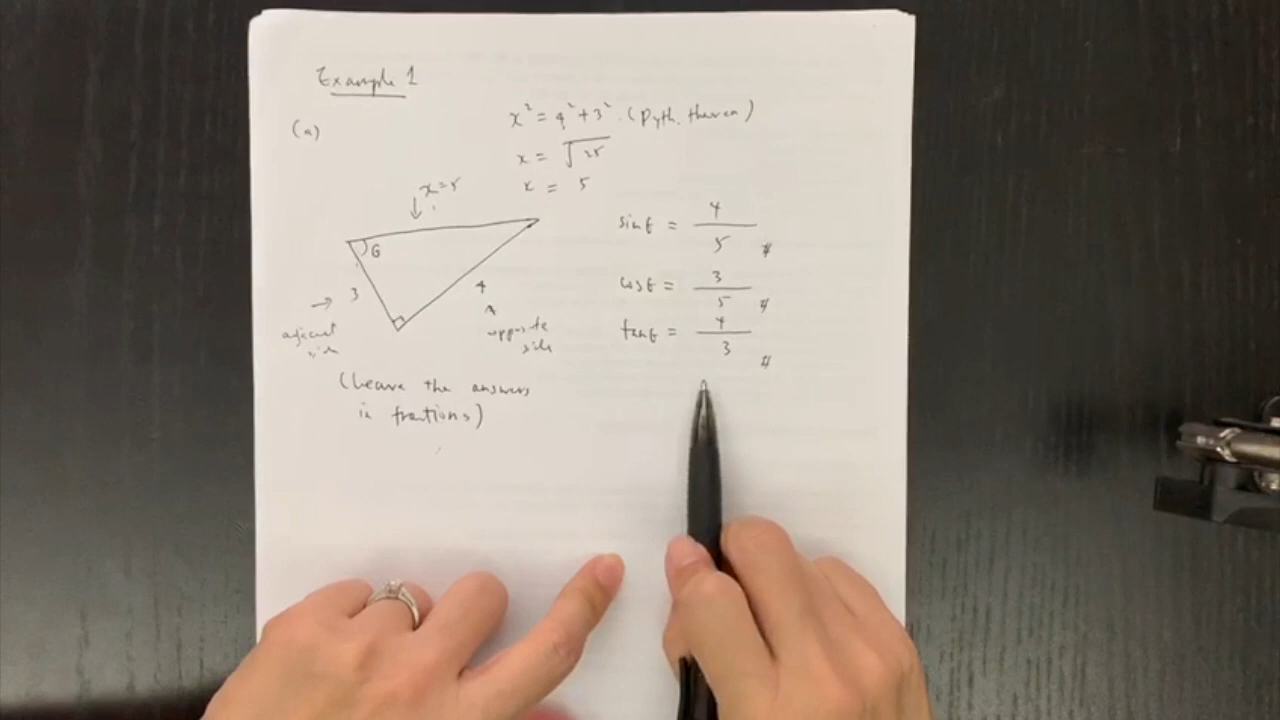 Example 1
(a)
x² = 4² + 3² (Pyth. theorem)
x = √25
x = 5
x = 5
θ
3
4
adjacent
side
opposite
side
sinθ = 4/5
cosθ = 3/5
tanθ = 4/3
(Leave the answers
in fractions)